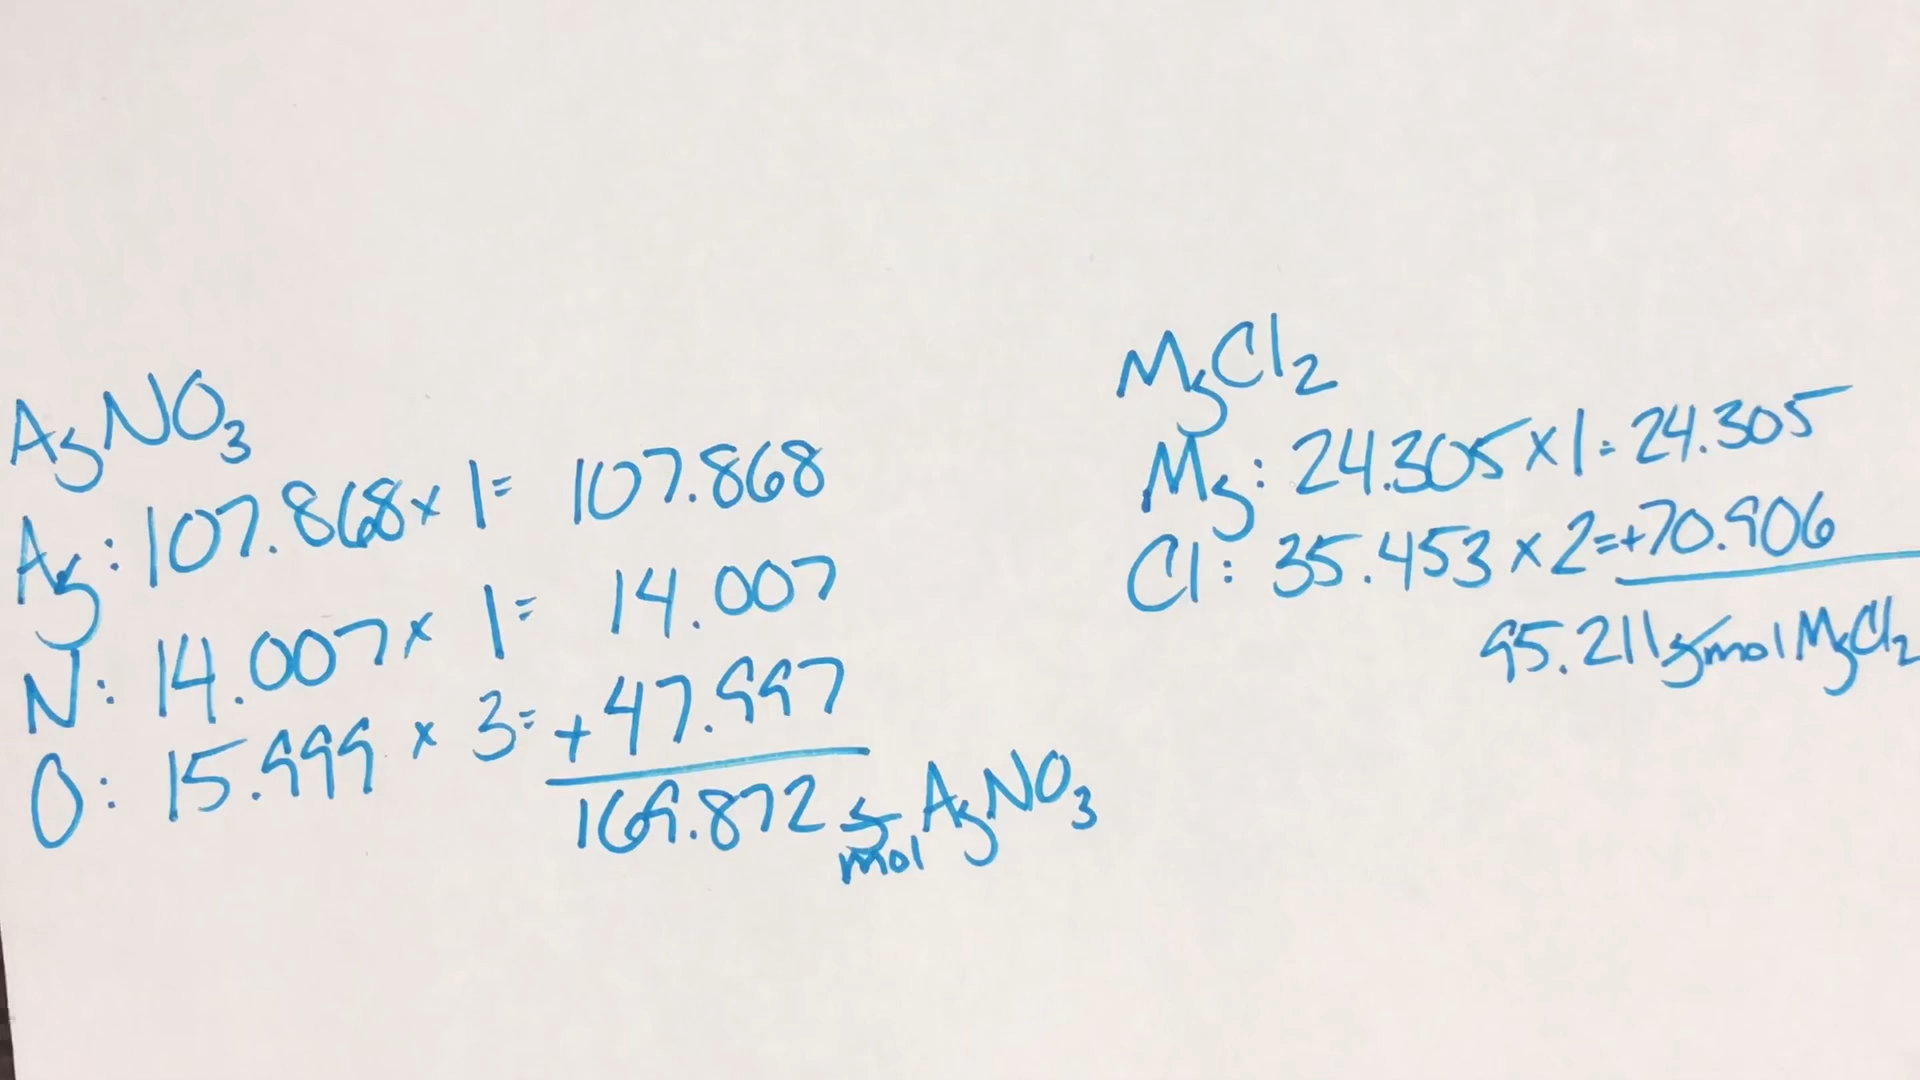 AgNO₃
Ag: 107.868 x 1 = 107.868
N: 14.007 x 1 = 14.007
O: 15.999 x 3 = + 47.997
169.872 g/mol AgNO₃
MgCl₂
Mg: 24.305 x 1 = 24.305
Cl: 35.453 x 2 = +70.906
95.211 g/mol MgCl₂